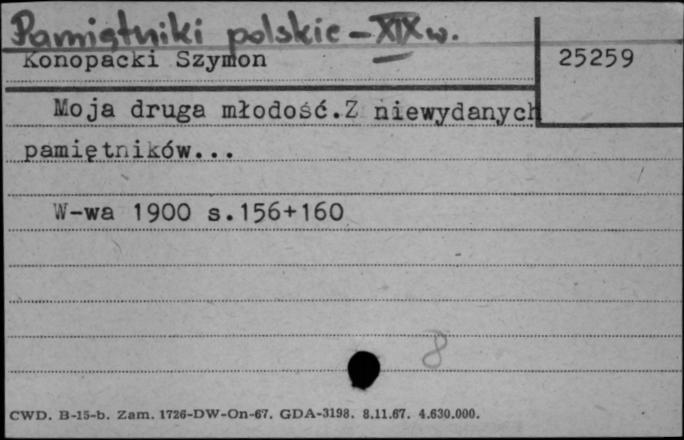 Pamiętniki polskie - XIX w.
Konopacki Szymon
25259
Moja druga młodość.Z niewydanych
pamiętników...
W-wa 1900 s.156+160
8
CWD. B-15-b. Zam. 1726-DW-On-67. GDA-3198. 8.11.67. 4.630.000.